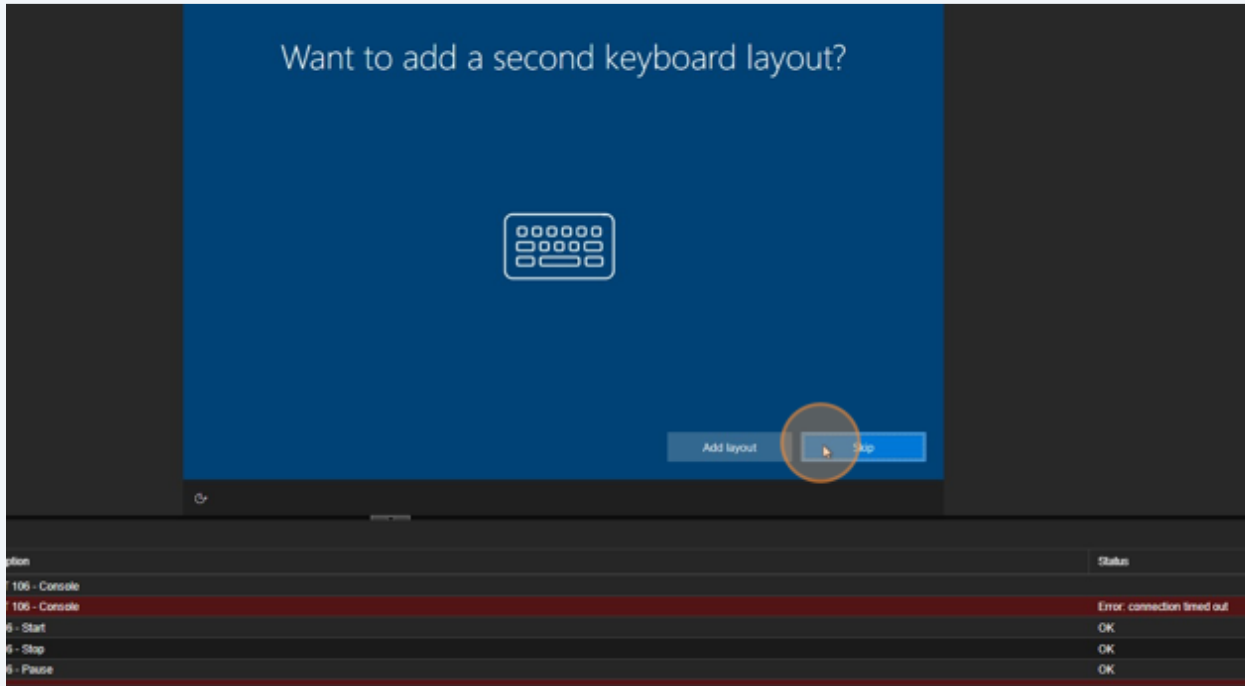 Want to add a second keyboard layout?
Add layout Skip
ption Status
106 - Console
106 - Console Error: connection timed out
6 - Start OK
6 - Stop OK
6 - Pause OK